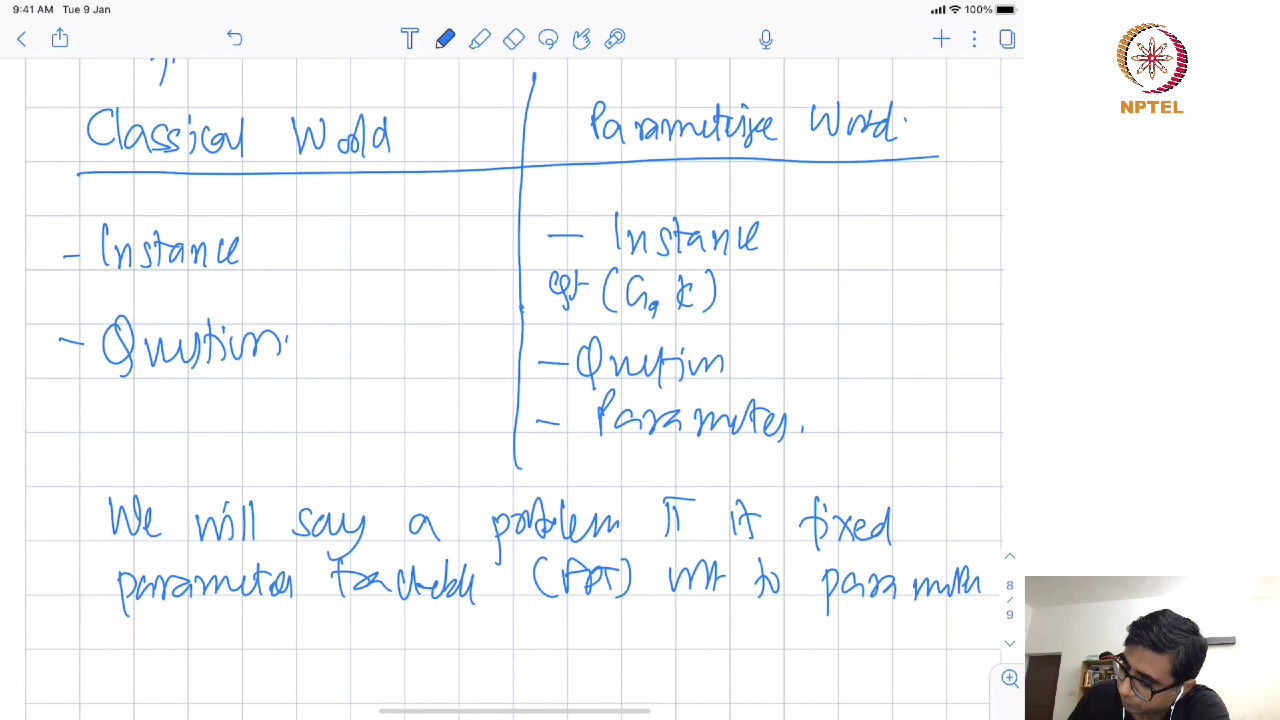 9:41 AM Tue 9 Jan
100%
NPTEL
Classical World
Parametrize World.
- Instance
- Question.
- Instance
(G, k)
- Question
- Parameter.
We will say a problem Π is fixed
parameter tractable (FPT) wrt to parameter
8
/
9